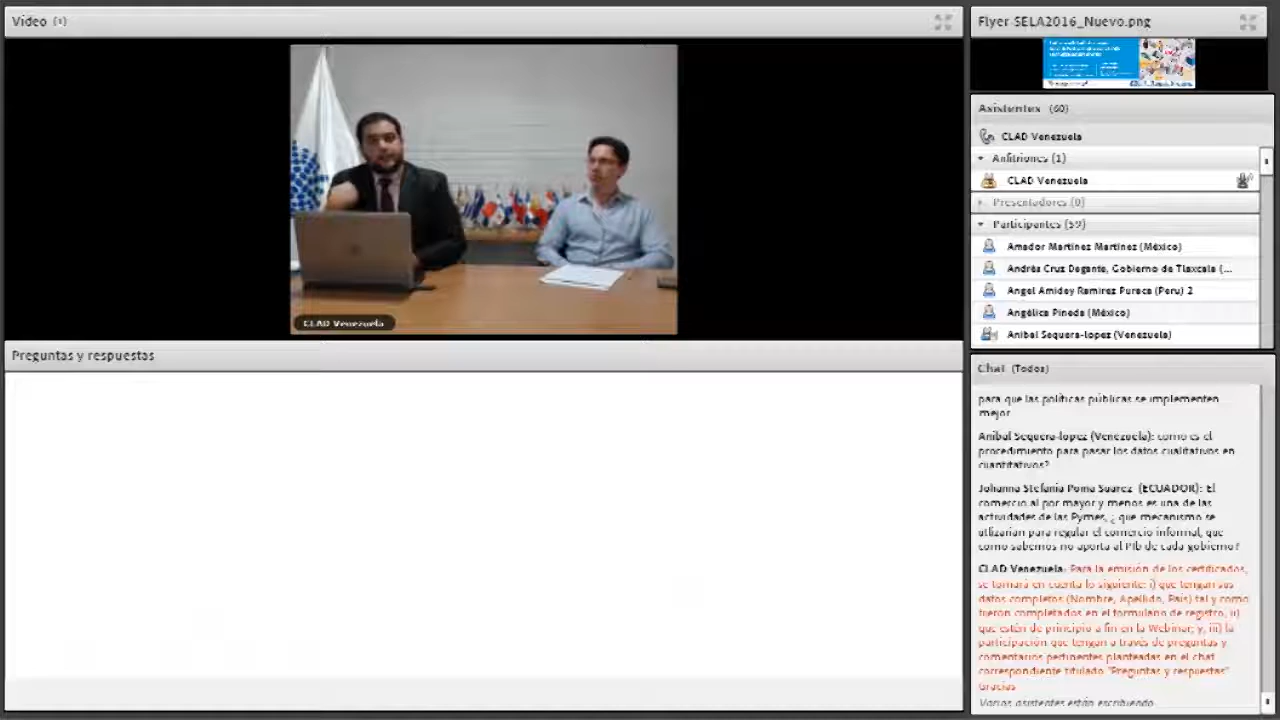 Video (1)
CLAD Venezuela
Preguntas y respuestas
Flyer SELA2016_Nuevo.png
Asistentes (60)
CLAD Venezuela
Anfitriones (1)
CLAD Venezuela
Presentadores (0)
Participantes (59)
Amador Martínez Martínez (México)
Andrés Cruz Degante, Gobierno de Tlaxcala (...
Angel Amidey Ramirez Puraca (Peru) 2
Angélica Pineda (México)
Anibal Sequera-lopez (Venezuela)
Chat (Todos)
para que las políticas públicas se implementen
mejor
Anibal Sequera-lopez (Venezuela): como es el
procedimiento para pasar los datos cualitativos en
cuantitativos?
Johanna Stefania Poma Suarez (ECUADOR): El
comercio al por mayor y menos es una de las
actividades de las Pymes, ¿ que mecanismo se
utilizarian para regular el comercio informal, que
como sabemos no aporta al PIb de cada gobierno?
CLAD Venezuela: Para la emisión de los certificados,
se tomará en cuenta lo siguiente: i) que tengan sus
datos completos (Nombre, Apellido, País) tal y como
fueron completados en el formulario de registro, ii)
que estén de principio a fin en la Webinar; y, iii) la
participación que tengan a través de preguntas y
comentarios pertinentes planteadas en el chat
correspondiente titulado "Preguntas y respuestas"
Gracias
Varios asistentes están escribiendo